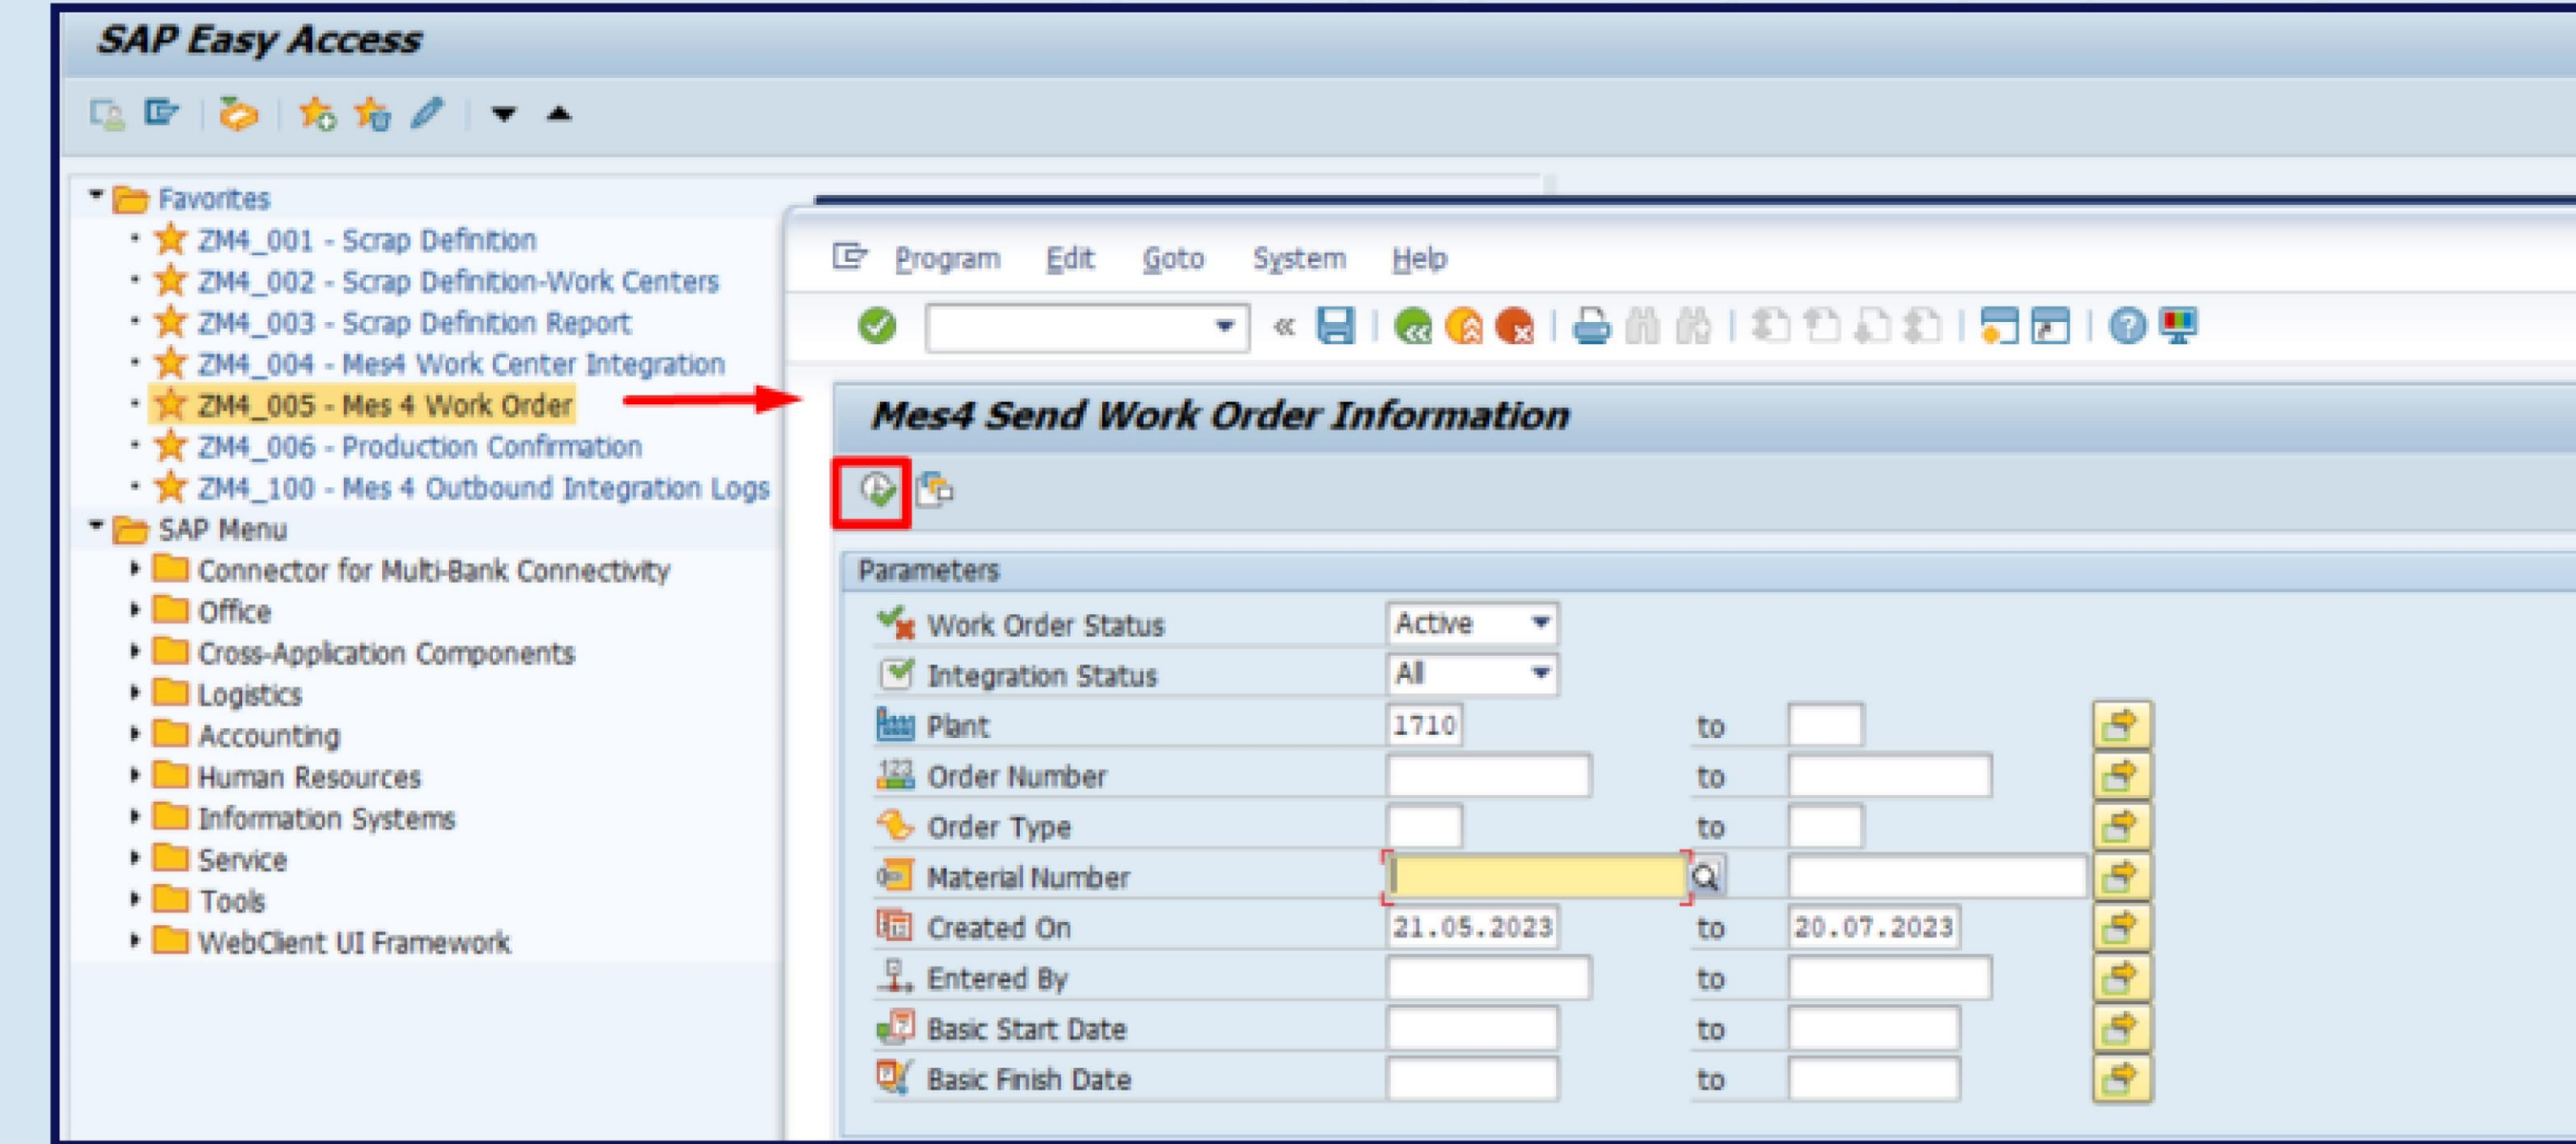 SAP Easy Access
Favorites
ZM4_001 - Scrap Definition
ZM4_002 - Scrap Definition-Work Centers
ZM4_003 - Scrap Definition Report
ZM4_004 - Mes4 Work Center Integration
ZM4_005 - Mes 4 Work Order
ZM4_006 - Production Confirmation
ZM4_100 - Mes 4 Outbound Integration Logs
SAP Menu
Connector for Multi-Bank Connectivity
Office
Cross-Application Components
Logistics
Accounting
Human Resources
Information Systems
Service
Tools
WebClient UI Framework
Program Edit Goto System Help
Mes4 Send Work Order Information
Parameters
Work Order Status Active
Integration Status All
Plant 1710 to
Order Number to
Order Type to
Material Number
Created On 21.05.2023 to 20.07.2023
Entered By to
Basic Start Date to
Basic Finish Date to